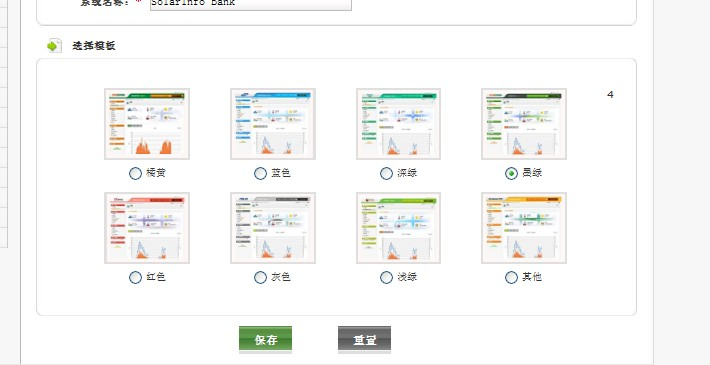 系统名称：* SolarInfo Bank
选择模板
4
橘黄 蓝色 深绿 墨绿
红色 灰色 浅绿 其他
保存 重置